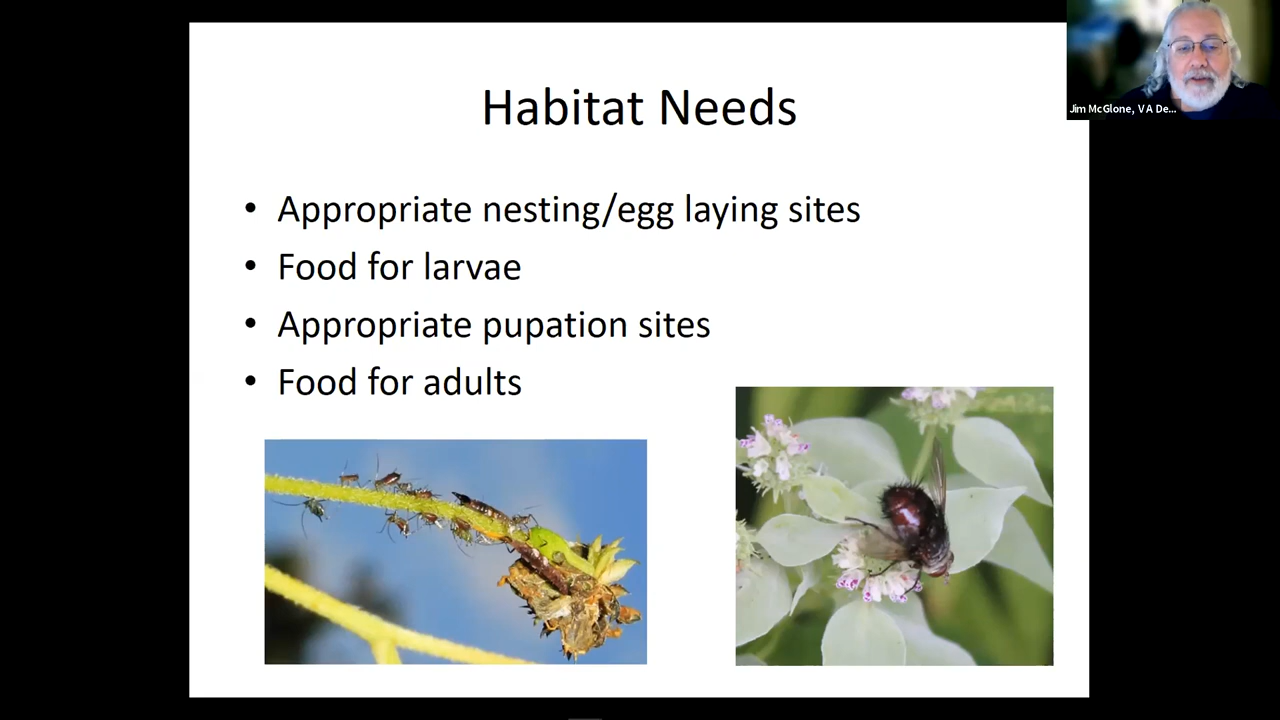 Habitat Needs
• Appropriate nesting/egg laying sites
• Food for larvae
• Appropriate pupation sites
• Food for adults
Jim McGlone, VA De...